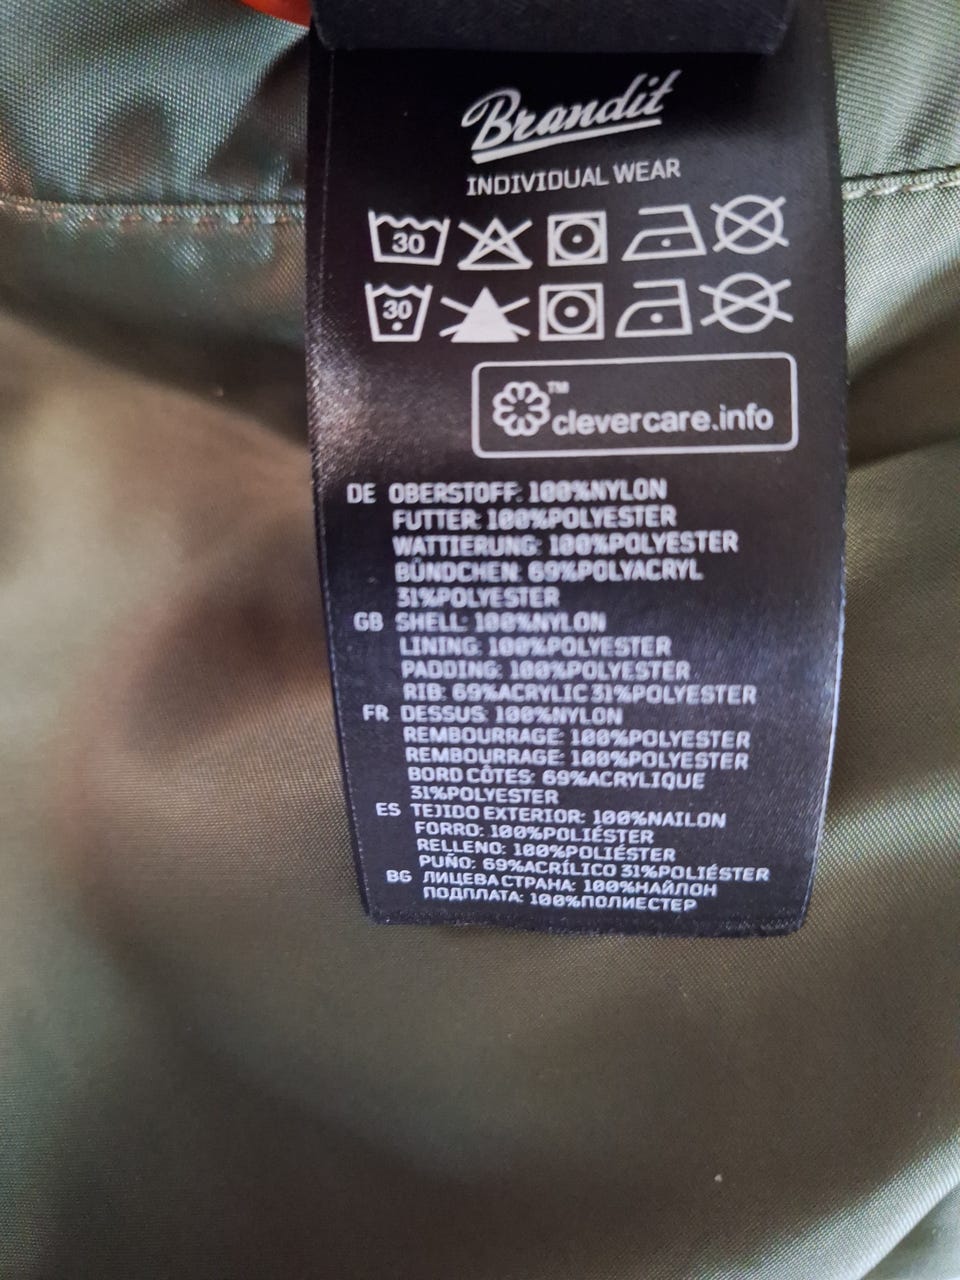 Brandit
INDIVIDUAL WEAR
30
30
™
clevercare.info
DE OBERSTOFF: 100%NYLON
FUTTER: 100%POLYESTER
WATTIERUNG: 100%POLYESTER
BÜNDCHEN: 69%POLYACRYL
31%POLYESTER
GB SHELL: 100%NYLON
LINING: 100%POLYESTER
PADDING: 100%POLYESTER
RIB: 69%ACRYLIC 31%POLYESTER
FR DESSUS: 100%NYLON
REMBOURRAGE: 100%POLYESTER
REMBOURRAGE: 100%POLYESTER
BORD CÔTES: 69%ACRYLIQUE
31%POLYESTER
ES TEJIDO EXTERIOR: 100%NAILON
FORRO: 100%POLIÉSTER
RELLENO: 100%POLIÉSTER
PUÑO: 69%ACRÍLICO 31%POLIÉSTER
BG ЛИЦЕВА СТРАНА: 100%НАЙЛОН
ПОДПЛАТА: 100%ПОЛИЕСТЕР